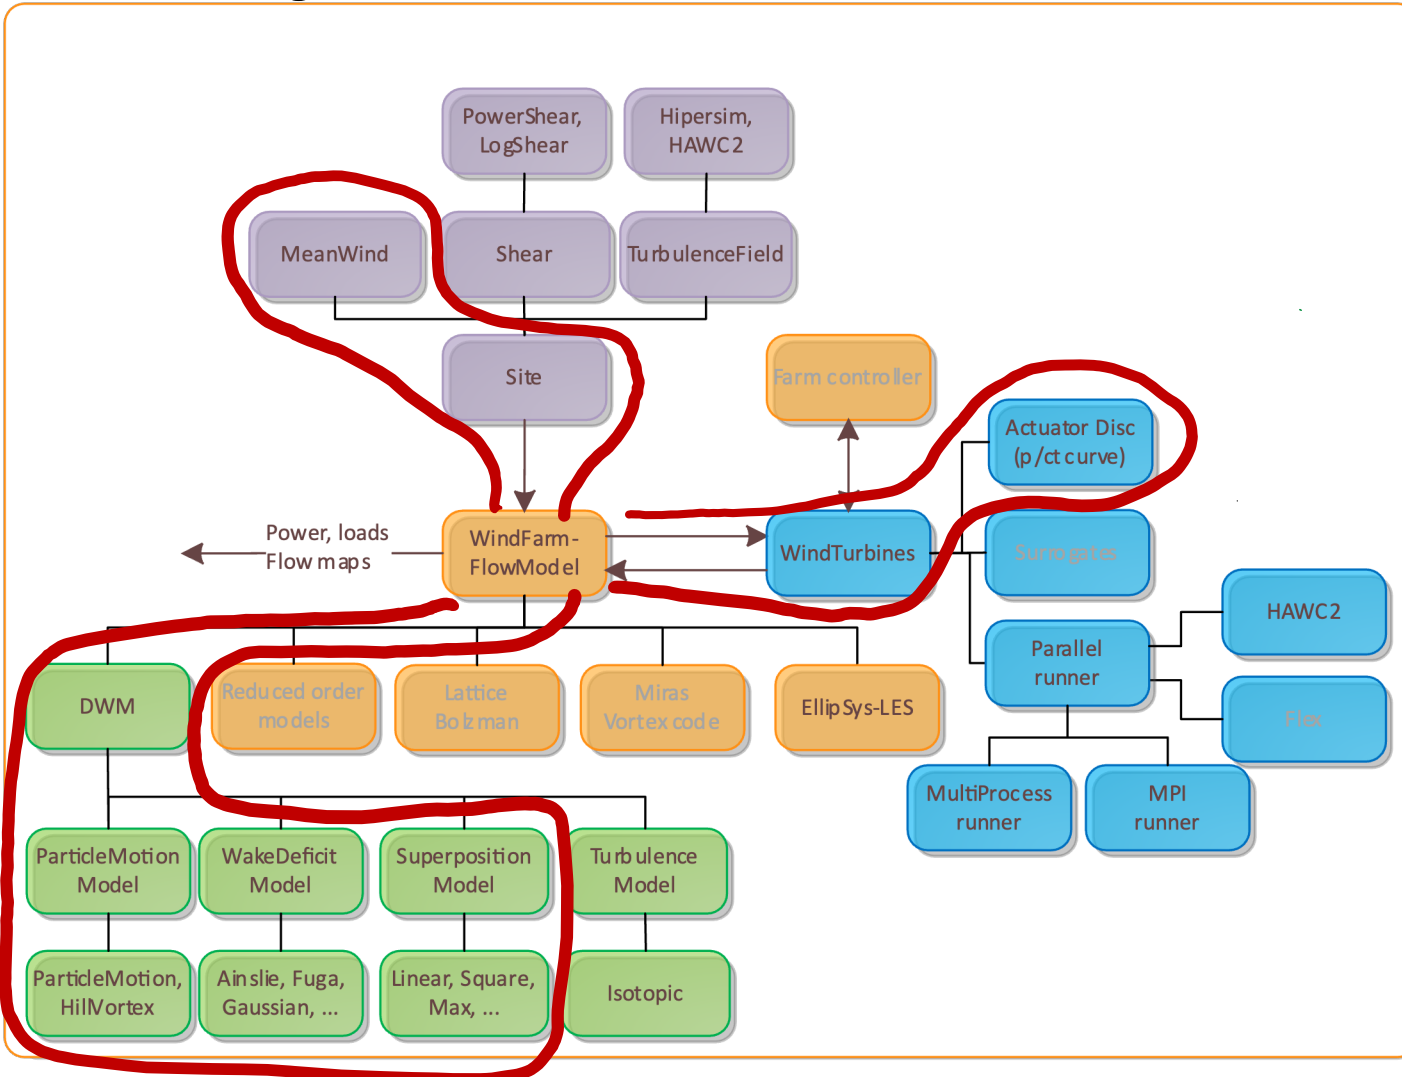 PowerShear,
LogShear
Hipersim,
HAWC2
MeanWind
Shear
TurbulenceField
Site
Farm controller
Actuator Disc
(p/ct curve)
Power, loads
Flow maps
WindFarm-
FlowModel
WindTurbines
Surrogates
HAWC2
Parallel
runner
DWM
Reduced order
models
Lattice
Bolzman
Miras
Vortex code
EllipSys-LES
Flex
MultiProcess
runner
MPI
runner
ParticleMotion
Model
WakeDeficit
Model
Superposition
Model
Turbulence
Model
ParticleMotion,
HillVortex
Ainslie, Fuga,
Gaussian, ...
Linear, Square,
Max, ...
Isotopic